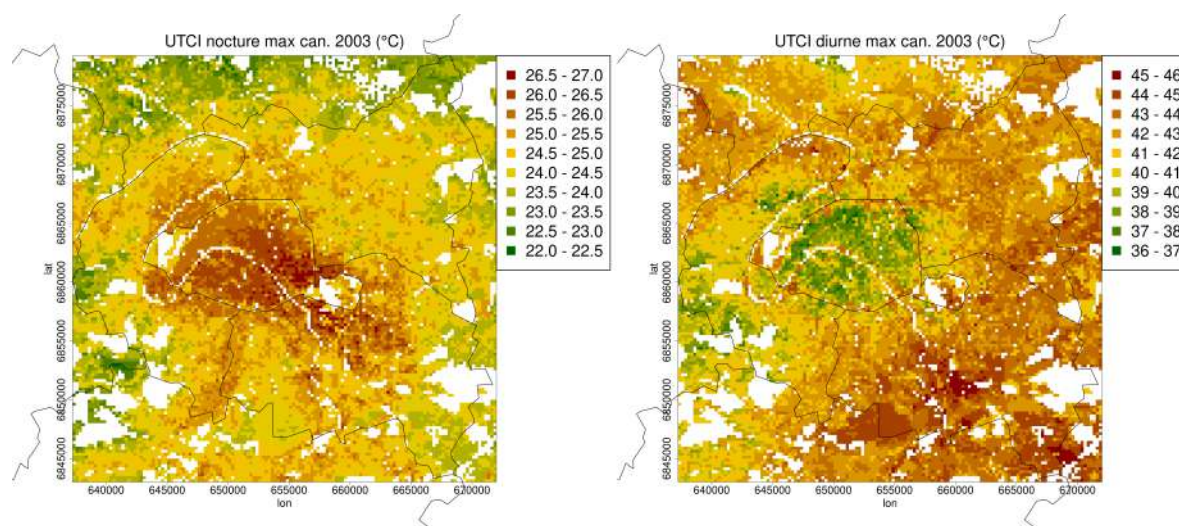 UTCI nocture max can. 2003 (°C)
26.5 - 27.0
26.0 - 26.5
25.5 - 26.0
25.0 - 25.5
24.5 - 25.0
24.0 - 24.5
23.5 - 24.0
23.0 - 23.5
22.5 - 23.0
22.0 - 22.5
lat
6875000
6870000
6865000
6860000
6855000
6850000
6845000
640000 645000 650000 655000 660000 665000 670000
lon
UTCI diurne max can. 2003 (°C)
45 - 46
44 - 45
43 - 44
42 - 43
41 - 42
40 - 41
39 - 40
38 - 39
37 - 38
36 - 37
lat
6875000
6870000
6865000
6860000
6855000
6850000
6845000
640000 645000 650000 655000 660000 665000 670000
lon